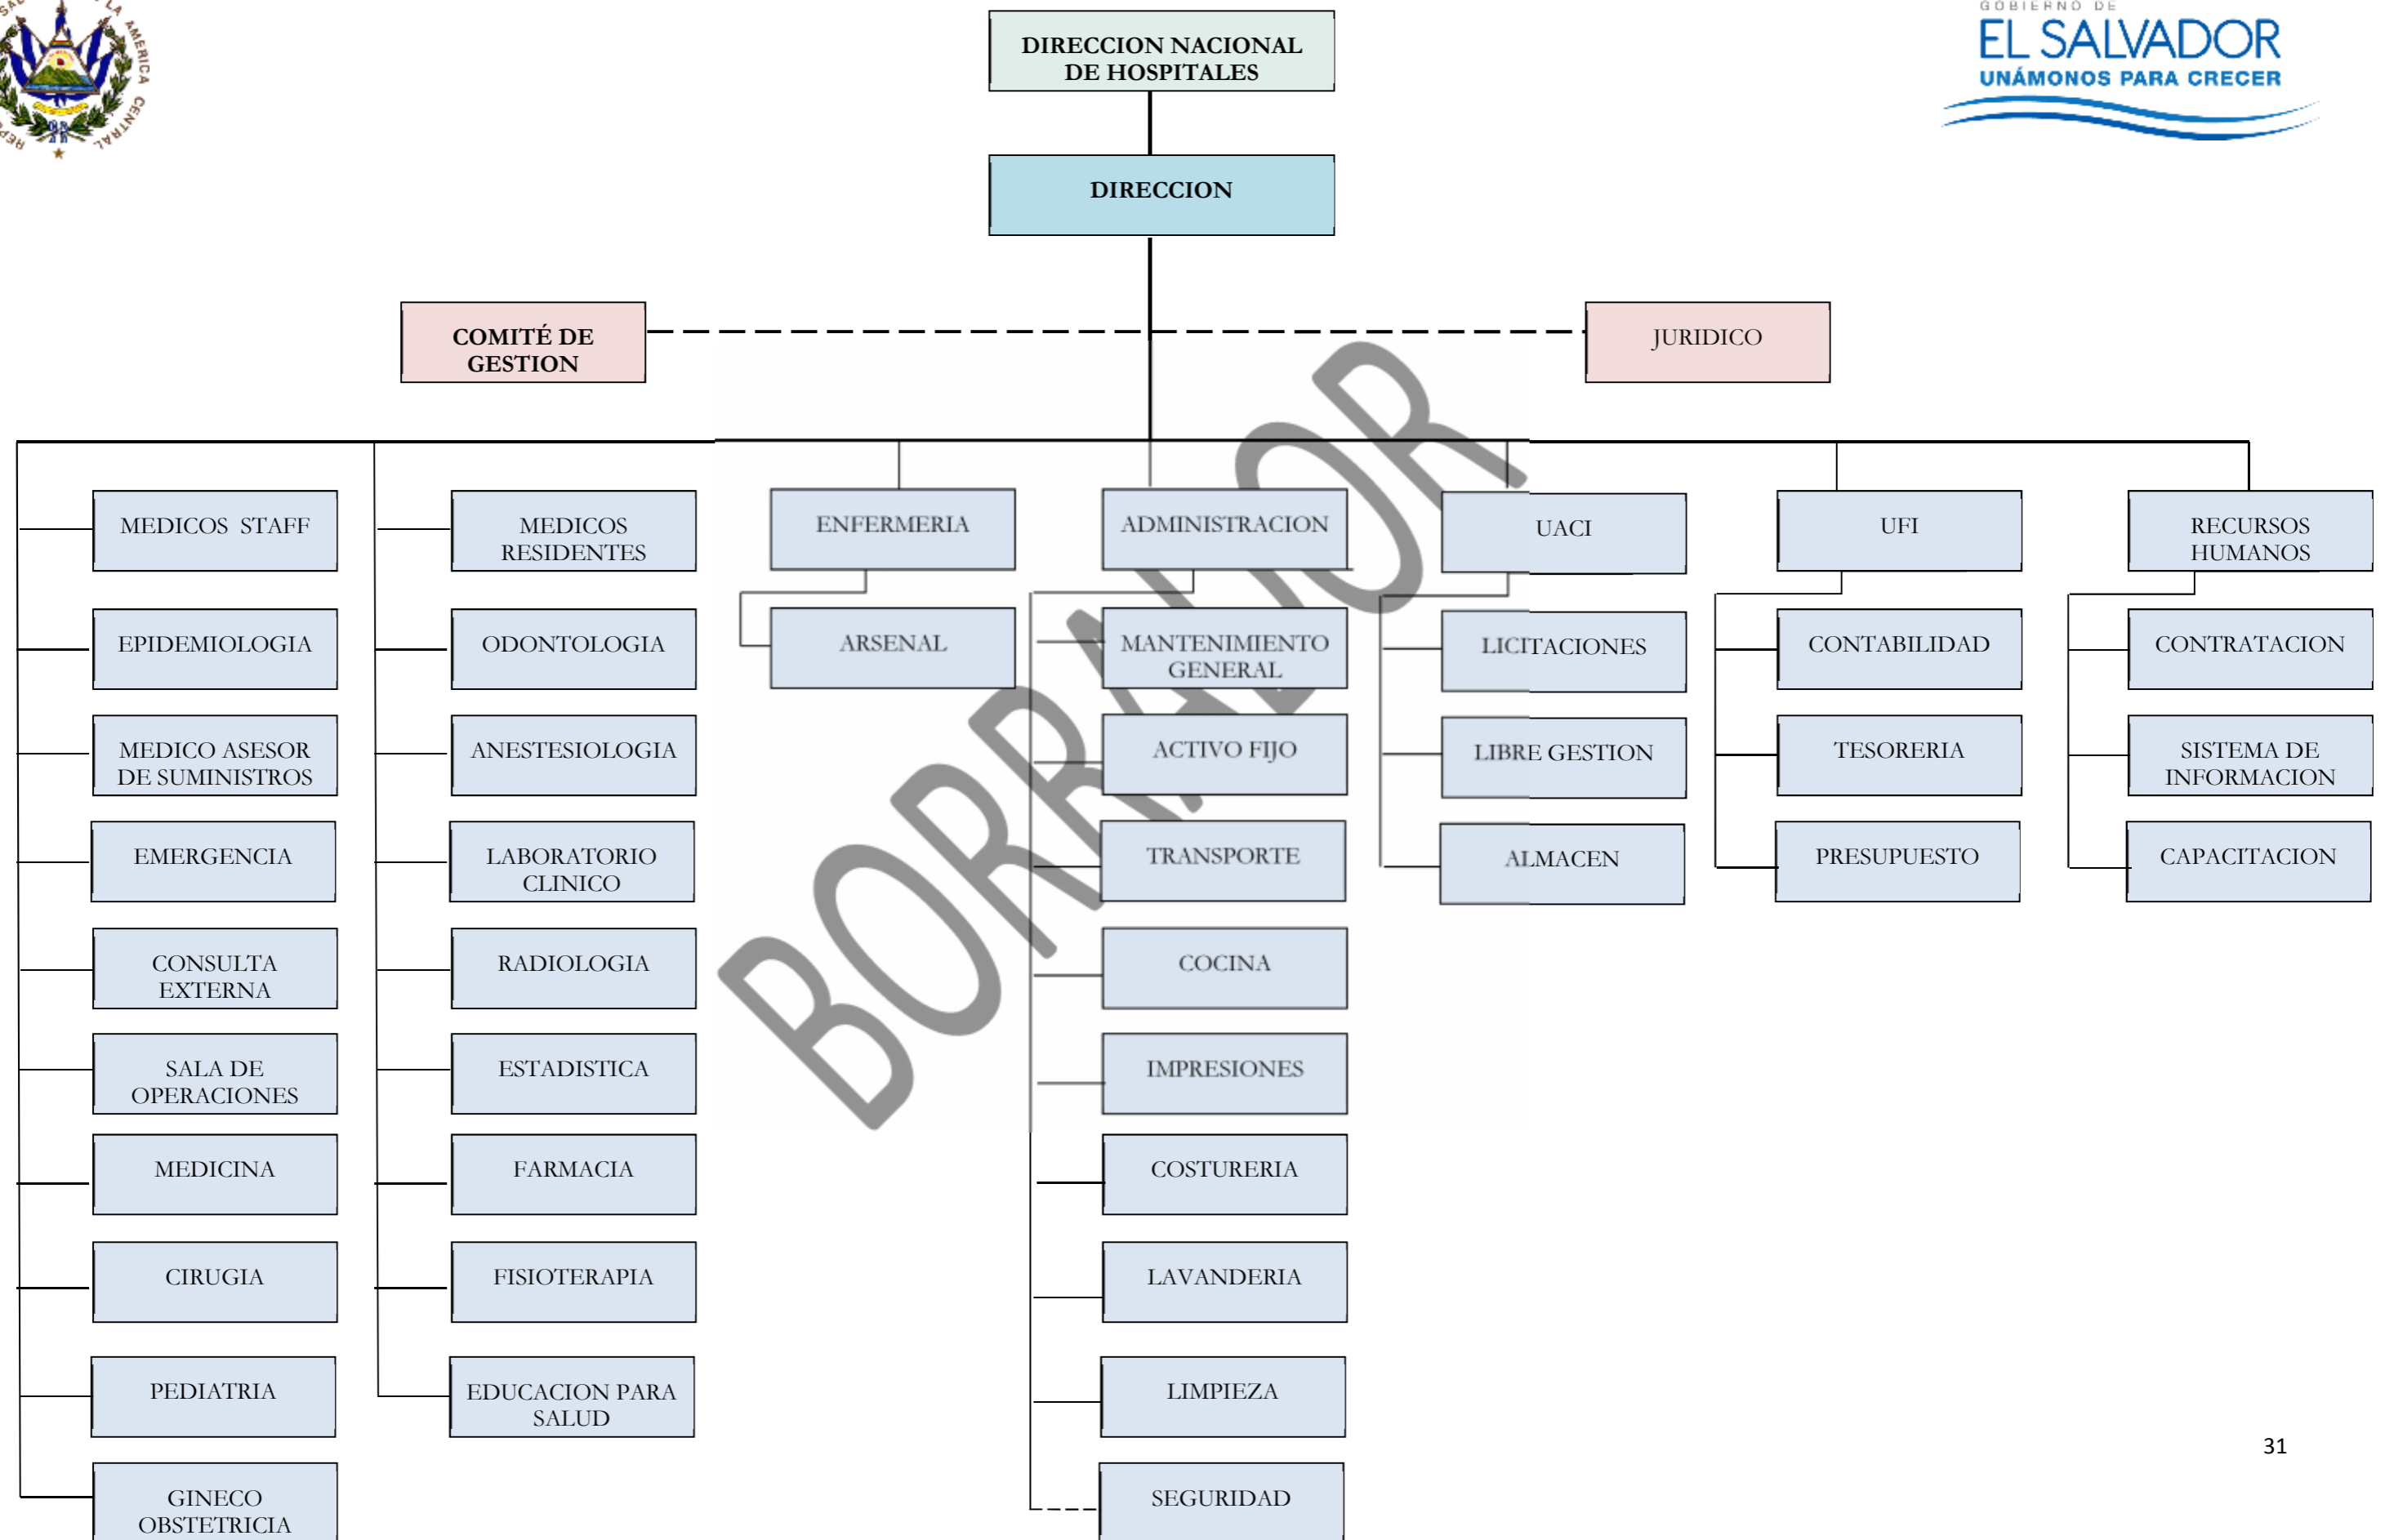 LA AMERICA CENTRAL
GOBIERNO DE
EL SALVADOR
UNÁMONOS PARA CRECER
DIRECCION NACIONAL
DE HOSPITALES
DIRECCION
COMITÉ DE
GESTION
JURIDICO
MEDICOS STAFF
EPIDEMIOLOGIA
MEDICO ASESOR
DE SUMINISTROS
EMERGENCIA
CONSULTA
EXTERNA
SALA DE
OPERACIONES
MEDICINA
CIRUGIA
PEDIATRIA
GINECO
OBSTETRICIA
MEDICOS
RESIDENTES
ODONTOLOGIA
ANESTESIOLOGIA
LABORATORIO
CLINICO
RADIOLOGIA
ESTADISTICA
FARMACIA
FISIOTERAPIA
EDUCACION PARA
SALUD
ENFERMERIA
ARSENAL
ADMINISTRACION
MANTENIMIENTO
GENERAL
ACTIVO FIJO
TRANSPORTE
COCINA
IMPRESIONES
COSTURERIA
LAVANDERIA
LIMPIEZA
SEGURIDAD
UACI
LICITACIONES
LIBRE GESTION
ALMACEN
UFI
CONTABILIDAD
TESORERIA
PRESUPUESTO
RECURSOS
HUMANOS
CONTRATACION
SISTEMA DE
INFORMACION
CAPACITACION
BORRADOR
31